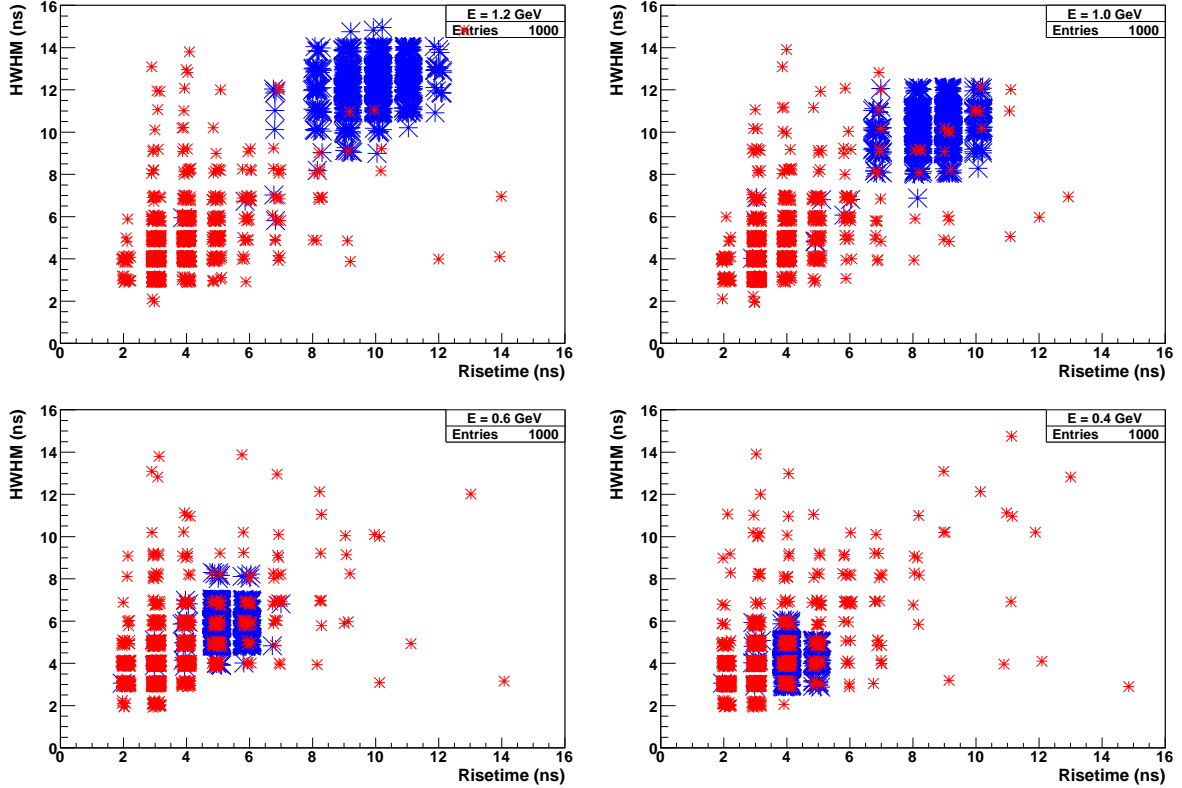 E = 1.2 GeV
Entries 1000
HWHM (ns)
16
14
12
10
8
6
4
2
0
0 2 4 6 8 10 12 14 16
Risetime (ns)
E = 1.0 GeV
Entries 1000
HWHM (ns)
16
14
12
10
8
6
4
2
0
0 2 4 6 8 10 12 14 16
Risetime (ns)
E = 0.6 GeV
Entries 1000
HWHM (ns)
16
14
12
10
8
6
4
2
0
0 2 4 6 8 10 12 14 16
Risetime (ns)
E = 0.4 GeV
Entries 1000
HWHM (ns)
16
14
12
10
8
6
4
2
0
0 2 4 6 8 10 12 14 16
Risetime (ns)